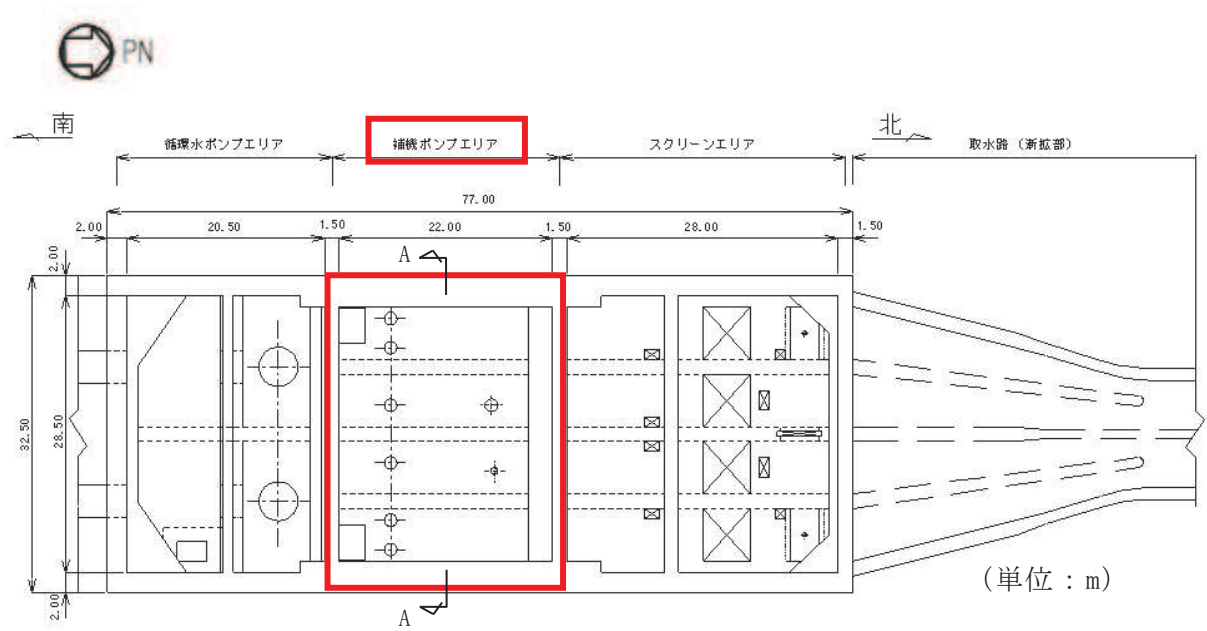 PN
南
北
循環水ポンプエリア
補機ポンプエリア
スクリーンエリア
取水路（漸拡部）
77.00
2.00
20.50
1.50
22.00
1.50
28.00
1.50
A
2.00
32.50
28.50
2.00
A
（単位：m）